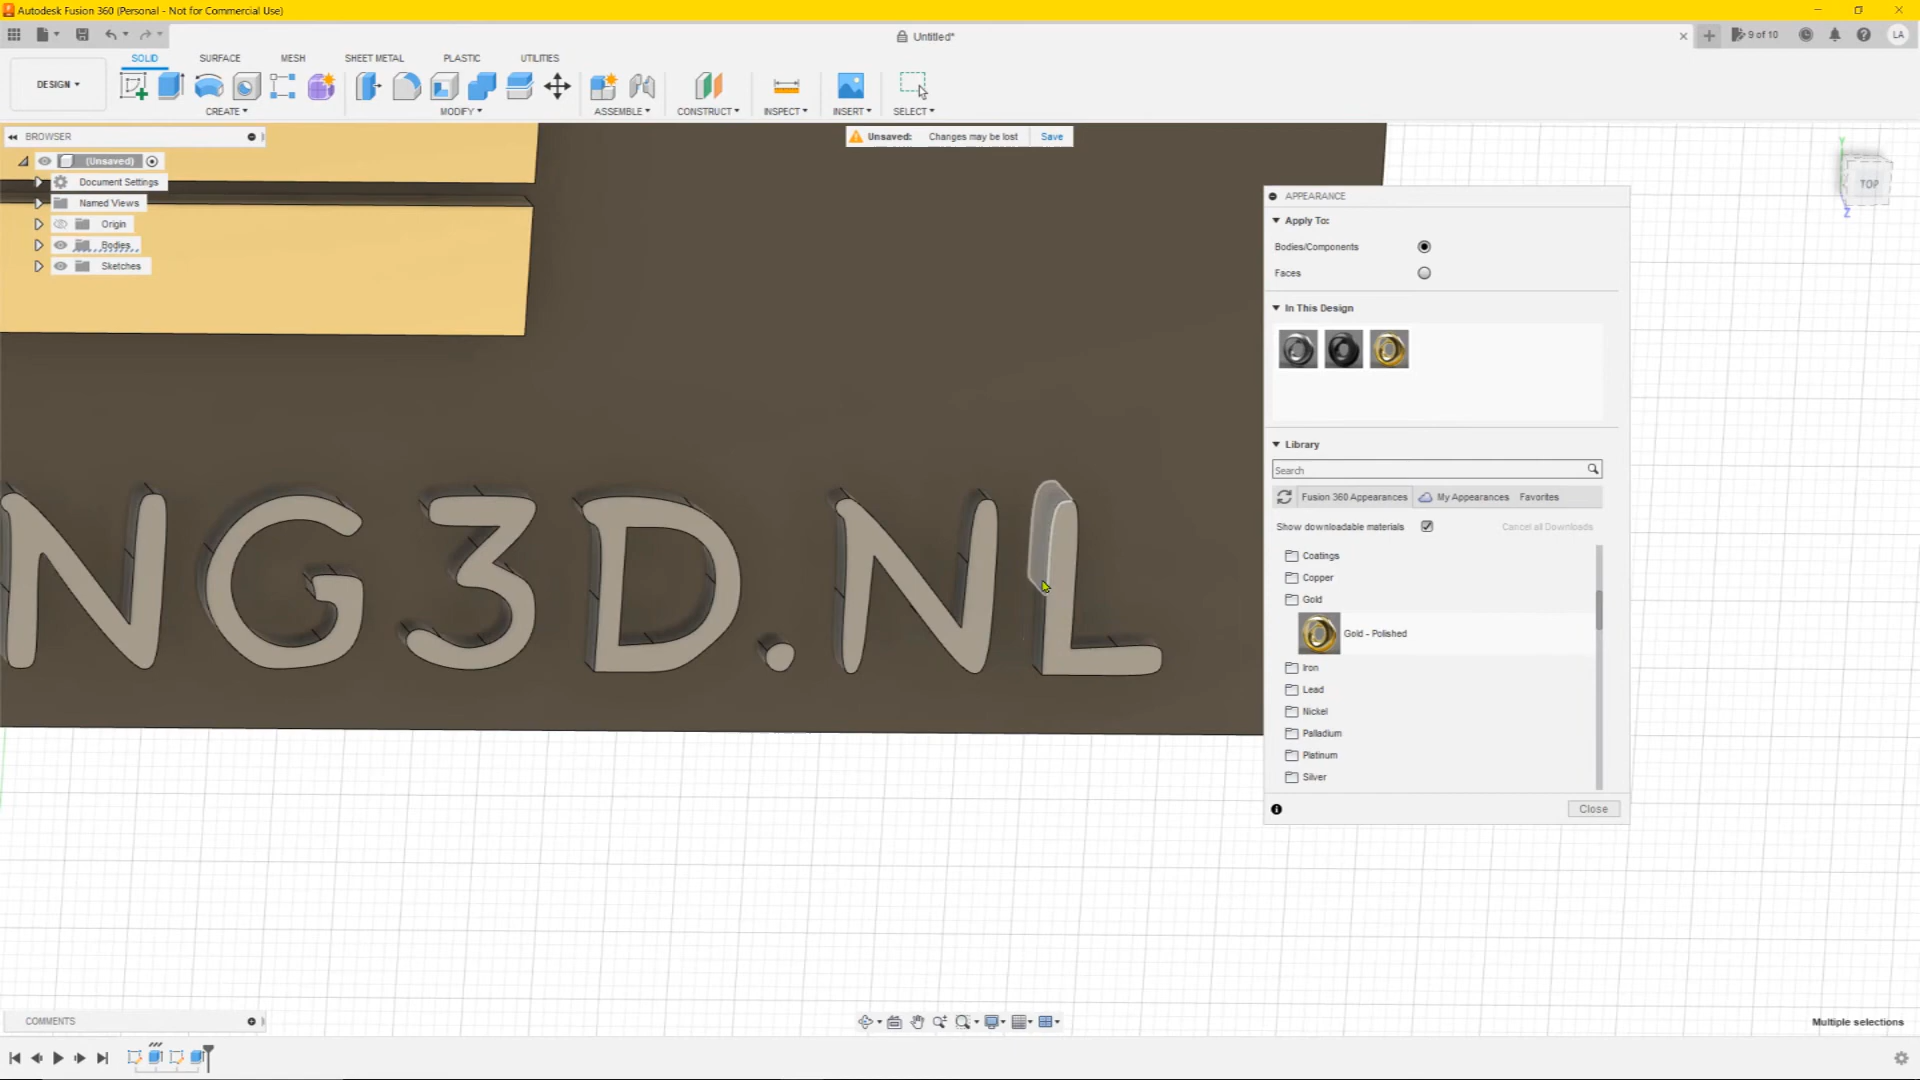 Autodesk Fusion 360 (Personal - Not for Commercial Use)
Untitled*
9 of 10
LA
DESIGN
SOLID
SURFACE
MESH
SHEET METAL
PLASTIC
UTILITIES
CREATE
MODIFY
ASSEMBLE
CONSTRUCT
INSPECT
INSERT
SELECT
BROWSER
Unsaved: Changes may be lost Save
(Unsaved)
Document Settings
Named Views
Origin
Bodies
Sketches
TOP
Y
Z
APPEARANCE
Apply To:
Bodies/Components
Faces
In This Design
Library
Search
Fusion 360 Appearances
My Appearances
Favorites
Show downloadable materials
Cancel all Downloads
Coatings
Copper
Gold
Gold - Polished
Iron
Lead
Nickel
Palladium
Platinum
Silver
Close
NG3D.NL
COMMENTS
Multiple selections